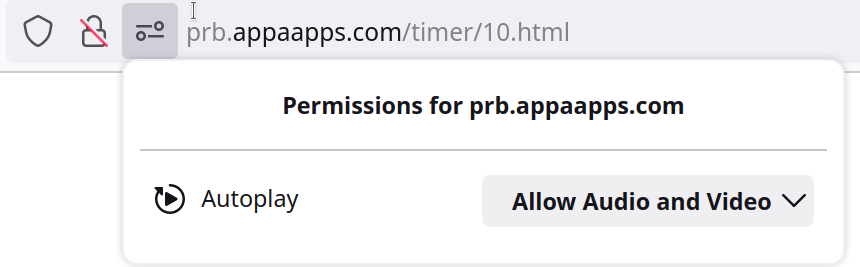 prb.appaapps.com/timer/10.html
Permissions for prb.appaapps.com
Autoplay Allow Audio and Video